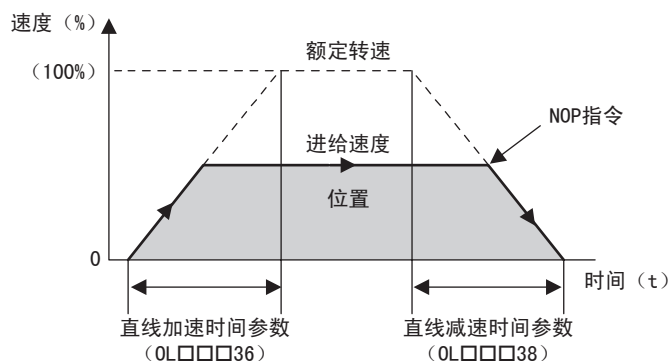 速度（%）
（100%）
额定转速
NOP指令
进给速度
位置
0
时间（t）
直线加速时间参数
（OL□□□36）
直线减速时间参数
（OL□□□38）